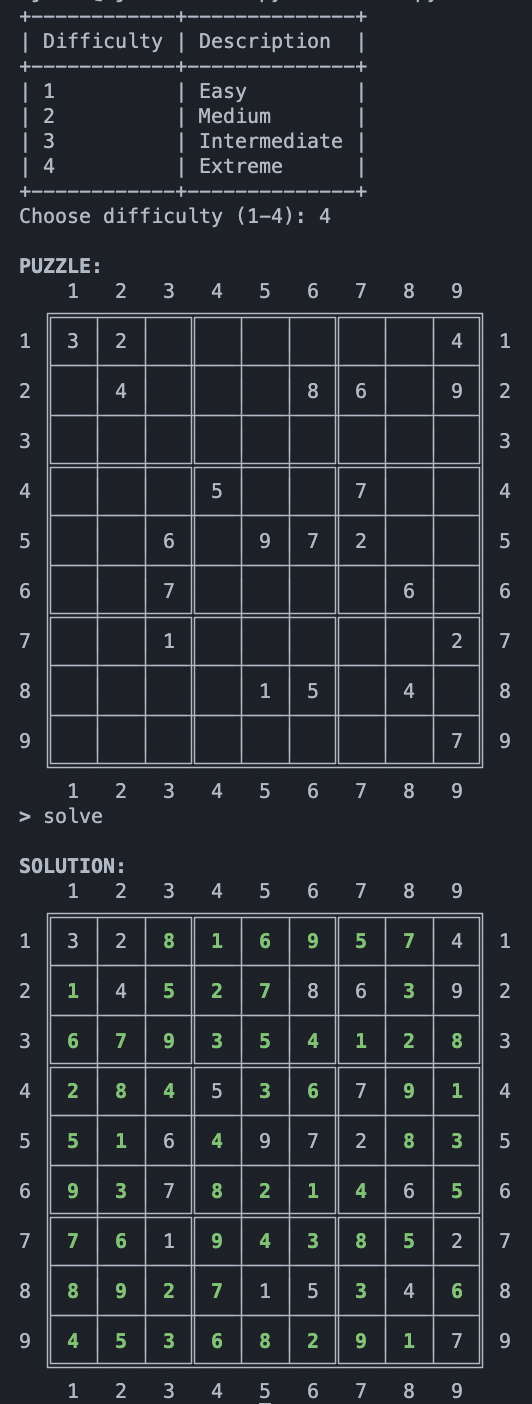 +------------+--------------+
| Difficulty | Description  |
+------------+--------------+
| 1          | Easy         |
| 2          | Medium       |
| 3          | Intermediate |
| 4          | Extreme      |
+------------+--------------+
Choose difficulty (1-4): 4
PUZZLE:
1 2 3 4 5 6 7 8 9
1 3 2 4 1
2 4 8 6 9 2
3 3
4 5 7 4
5 6 9 7 2 5
6 7 6 6
7 1 2 7
8 1 5 4 8
9 7 9
1 2 3 4 5 6 7 8 9
> solve
SOLUTION:
1 2 3 4 5 6 7 8 9
1 3 2 8 1 6 9 5 7 4 1
2 1 4 5 2 7 8 6 3 9 2
3 6 7 9 3 5 4 1 2 8 3
4 2 8 4 5 3 6 7 9 1 4
5 5 1 6 4 9 7 2 8 3 5
6 9 3 7 8 2 1 4 6 5 6
7 7 6 1 9 4 3 8 5 2 7
8 8 9 2 7 1 5 3 4 6 8
9 4 5 3 6 8 2 9 1 7 9
1 2 3 4 5 6 7 8 9